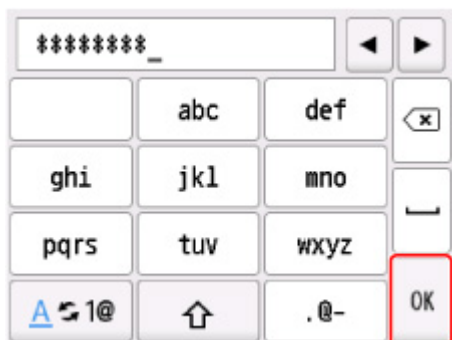 ********_
abc def
ghi jkl mno
pqrs tuv wxyz
A 1@ .@- OK